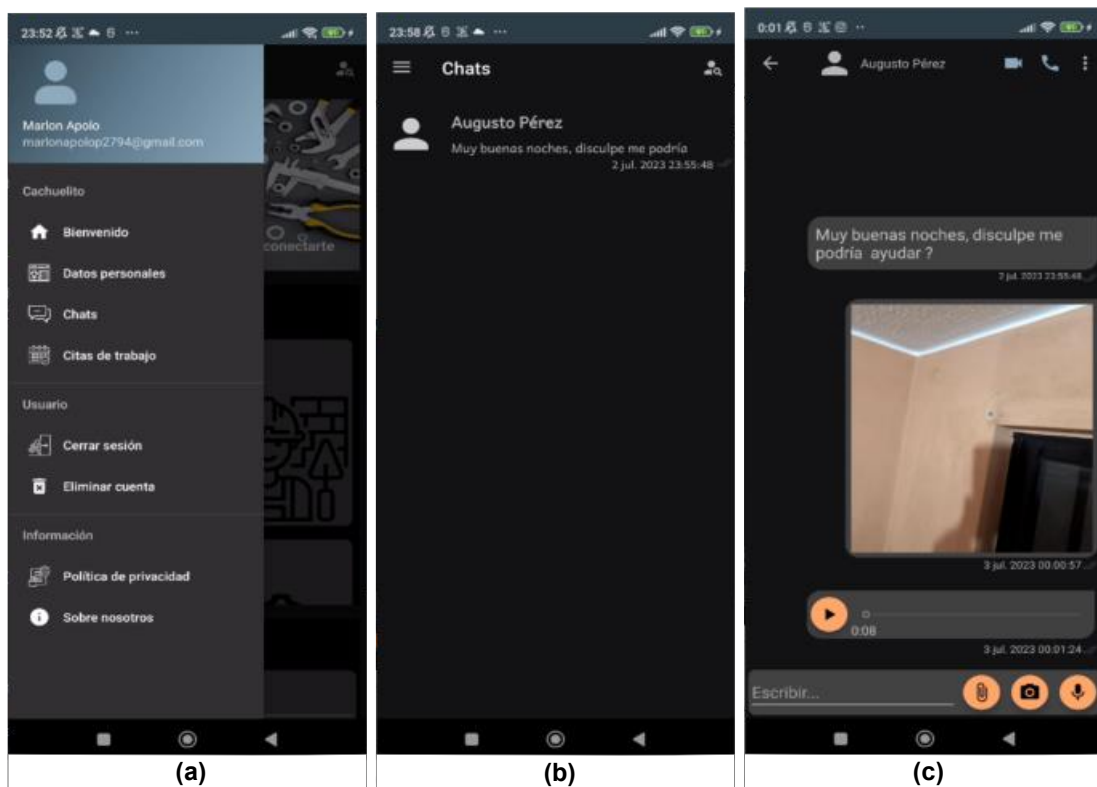 23:52
Marlon Apolo
marlonapolop2794@gmail.com
Cachuelito
Bienvenido
Datos personales
Chats
Citas de trabajo
Usuario
Cerrar sesión
Eliminar cuenta
Información
Política de privacidad
Sobre nosotros
conectarte
(a)
23:58
Chats
Augusto Pérez
Muy buenas noches, disculpe me podría
2 jul. 2023 23:55:48
(b)
0:01
Augusto Pérez
Muy buenas noches, disculpe me
podría ayudar ?
2 jul. 2023 23:55:48
3 jul. 2023 00:00:57
0:08
3 jul. 2023 00:01:24
Escribir...
(c)